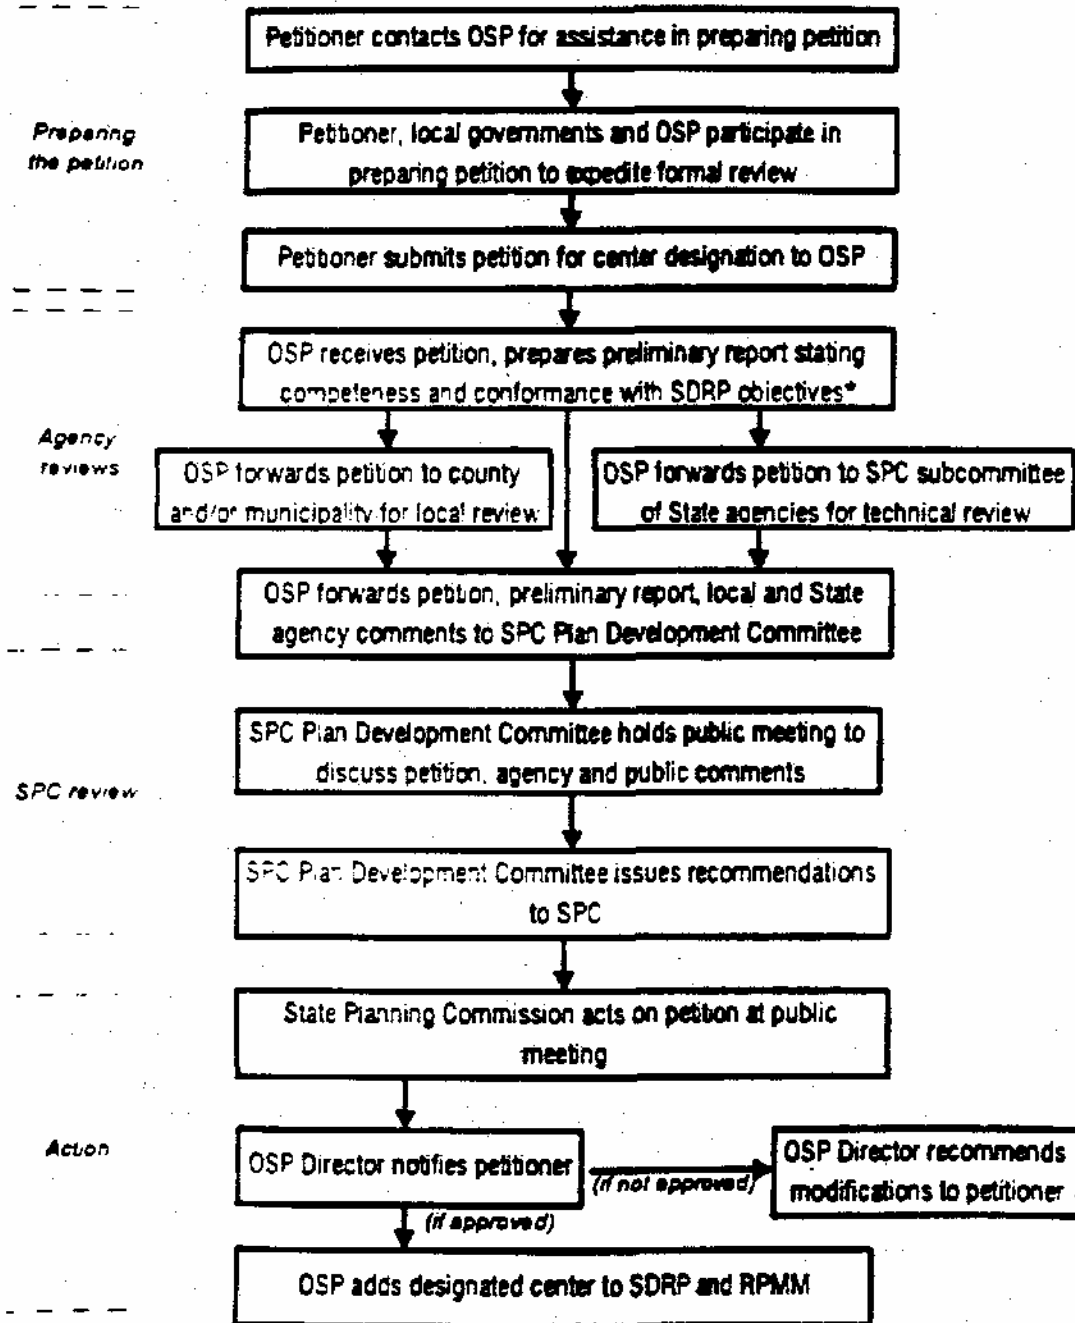 Petitioner contacts OSP for assistance in preparing petition
Preparing
the petition
Petitioner, local governments and OSP participate in
preparing petition to expedite formal review
Petitioner submits petition for center designation to OSP
OSP receives petition, prepares preliminary report stating
competeness and conformance with SDRP objectives*
Agency
reviews
OSP forwards petition to county
and/or municipality for local review
OSP forwards petition to SPC subcommittee
of State agencies for technical review
OSP forwards petition, preliminary report, local and State
agency comments to SPC Plan Development Committee
SPC Plan Development Committee holds public meeting to
discuss petition, agency and public comments
SPC review
SPC Plan Development Committee issues recommendations
to SPC
State Planning Commission acts on petition at public
meeting
Action
OSP Director notifies petitioner
(if not approved)
OSP Director recommends
modifications to petitioner
(if approved)
OSP adds designated center to SDRP and RPMM